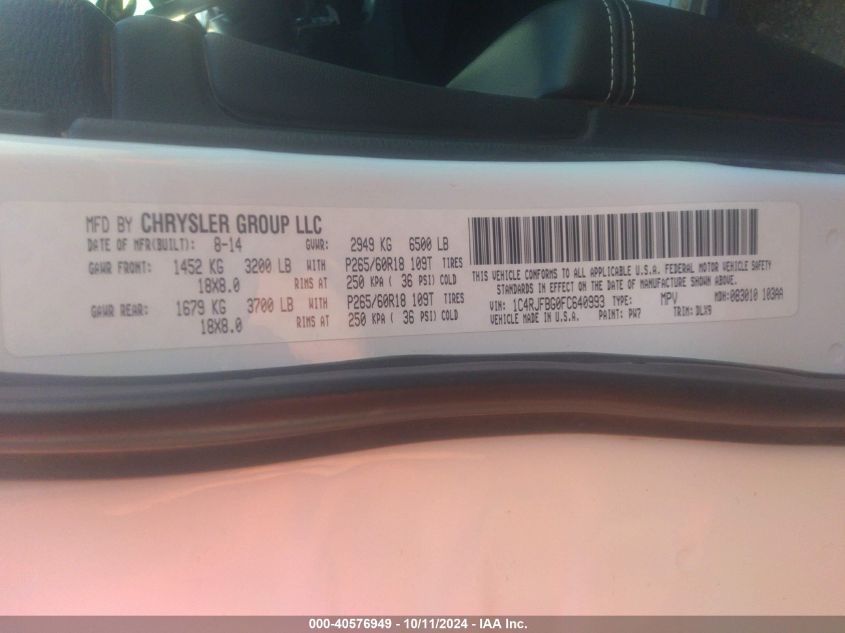 MFD BY CHRYSLER GROUP LLC
DATE OF MFR(BUILT): 8-14 GVWR: 2949 KG 6500 LB
GAWR FRONT: 1452 KG 3200 LB WITH P265/60R18 109T TIRES
18X8.0 RIMS AT 250 KPA ( 36 PSI) COLD
GAWR REAR: 1679 KG 3700 LB WITH P265/60R18 109T TIRES
18X8.0 RIMS AT 250 KPA ( 36 PSI) COLD
THIS VEHICLE CONFORMS TO ALL APPLICABLE U.S.A. FEDERAL MOTOR VEHICLE SAFETY
STANDARDS IN EFFECT ON THE DATE OF MANUFACTURE SHOWN ABOVE.
VIN: 1C4RJFBG0FC640993 TYPE: MPV MDH: 083010 103AA
VEHICLE MADE IN U.S.A. PAINT: PW7 TRIM: DLX9
000-40576949 - 10/11/2024 - IAA Inc.